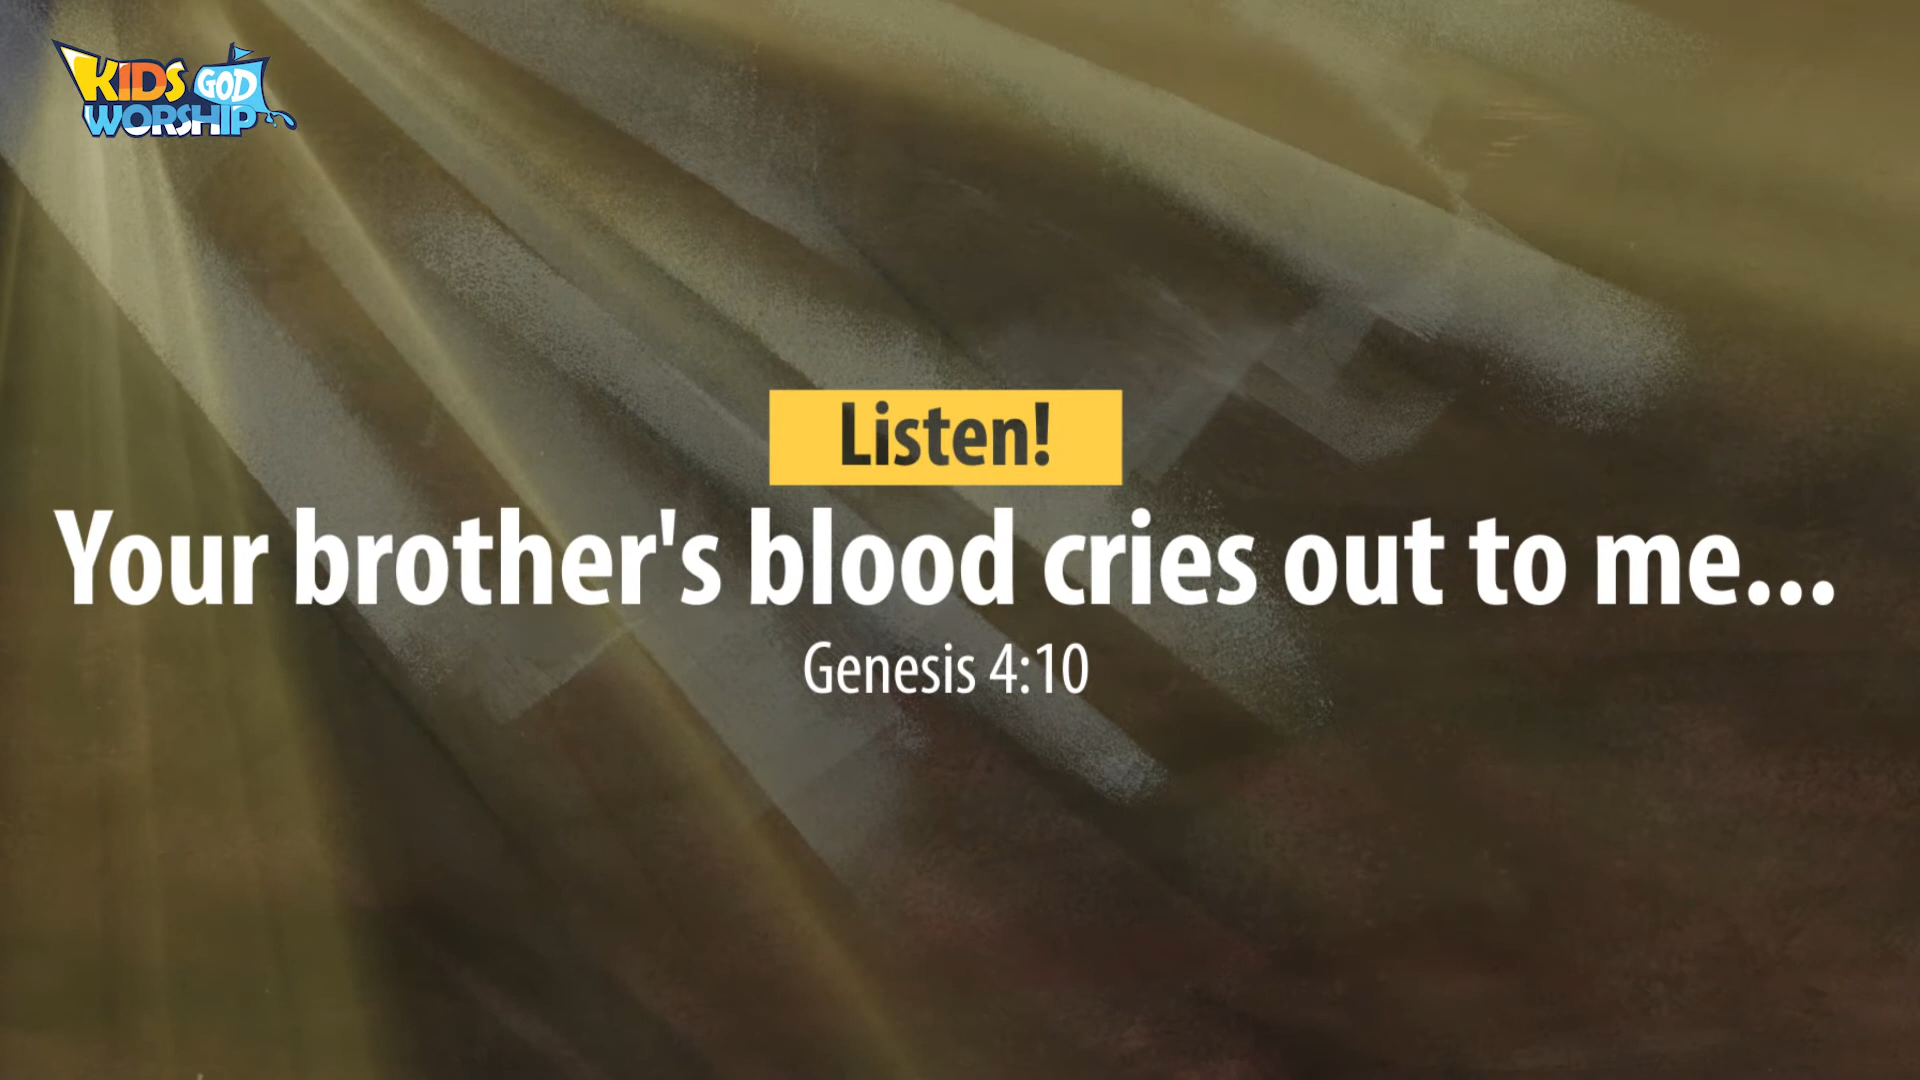 KIDS GOD
WORSHIP
Listen!
Your brother's blood cries out to me...
Genesis 4:10